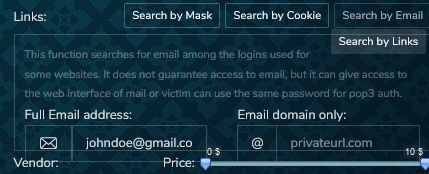 Links: Search by Mask Search by Cookie Search by Email
Search by Links
This function searches for email among the logins used for
some websites. It does not guarantee access to email, but it can give access to
the web interface of mail or victim can use the same password for pop3 auth.
Full Email address: Email domain only:
johndoe@gmail.co @ privateurl.com
0 $ 10 $
Vendor: Price: